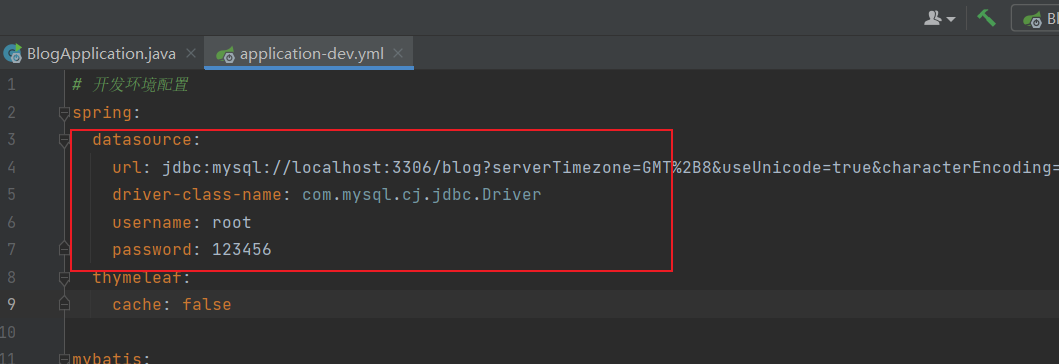 Bl
BlogApplication.java
application-dev.yml
1 # 开发环境配置
2 spring:
3 datasource:
4 url: jdbc:mysql://localhost:3306/blog?serverTimezone=GMT%2B8&useUnicode=true&characterEncoding=
5 driver-class-name: com.mysql.cj.jdbc.Driver
6 username: root
7 password: 123456
8 thymeleaf:
9 cache: false
10
11 mybatis: